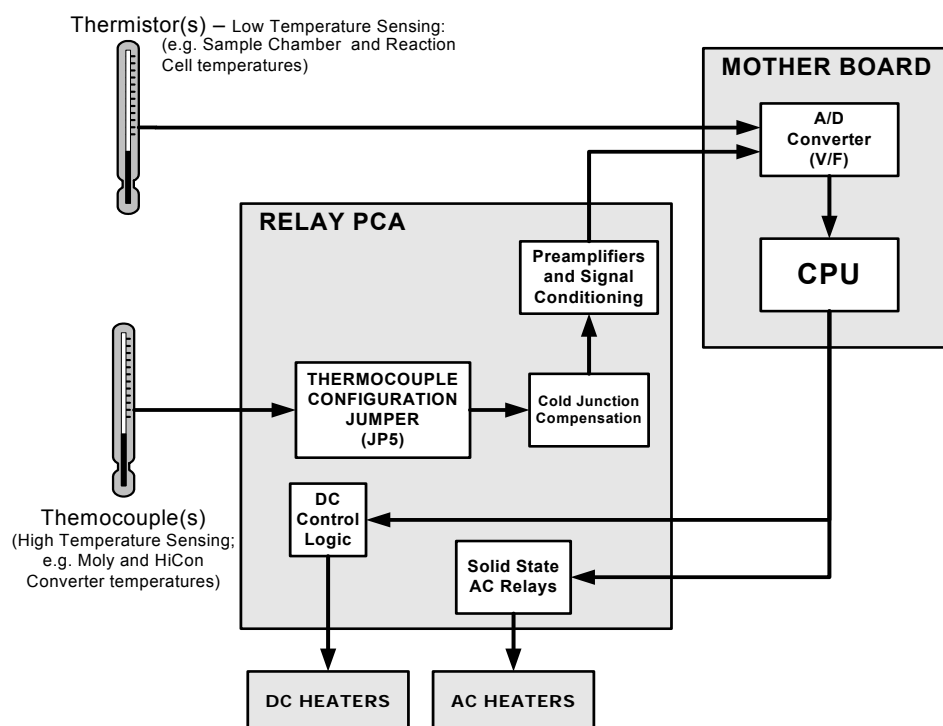 Thermistor(s) – Low Temperature Sensing:
(e.g. Sample Chamber and Reaction
Cell temperatures)
MOTHER BOARD
A/D
Converter
(V/F)
CPU
RELAY PCA
Preamplifiers
and Signal
Conditioning
THERMOCOUPLE
CONFIGURATION
JUMPER
(JP5)
Cold Junction
Compensation
Themocouple(s)
(High Temperature Sensing;
e.g. Moly and HiCon
Converter temperatures)
DC
Control
Logic
Solid State
AC Relays
DC HEATERS
AC HEATERS